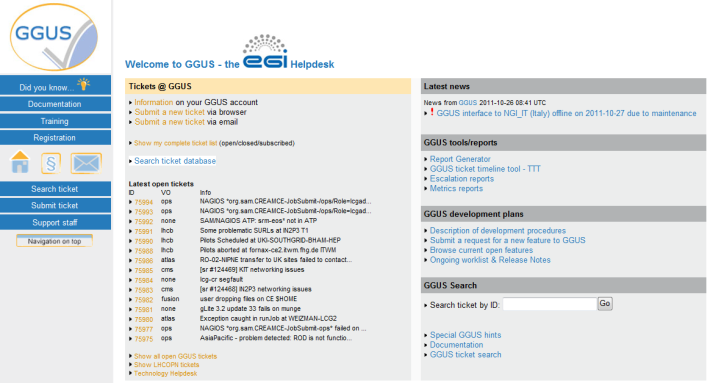 GGUS
Did you know...
Documentation
Training
Registration
§
Search ticket
Submit ticket
Support staff
Navigation on top
Welcome to GGUS - the egi Helpdesk
Tickets @ GGUS
Information on your GGUS account
Submit a new ticket via browser
Submit a new ticket via email
Show my complete ticket list (open/closed/subscribed)
Search ticket database
Latest open tickets
ID VO Info
75994 ops NAGIOS *org.sam.CREAMCE-JobSubmit-/ops/Role=lcgad...
75993 ops NAGIOS *org.sam.CREAMCE-JobSubmit-/ops/Role=lcgad...
75992 none SAM/NAGIOS ATP: srm-eos* not in ATP
75991 lhcb Some problematic SURLs at IN2P3 T1
75990 lhcb Pilots Scheduled at UKI-SOUTHGRID-BHAM-HEP
75988 lhcb Pilots aborted at fornax-ce2.itwm.fhg.de ITWM
75986 atlas RO-02-NIPNE transfer to UK sites failed to contact...
75985 cms [sr #124469] KIT networking issues
75984 none lcg-cr segfault
75983 cms [sr #124468] IN2P3 networking issues
75982 fusion user dropping files on CE $HOME
75981 none gLite 3.2 update 33 fails on munge
75980 atlas Exception caught in runJob at WEIZMAN-LCG2
75977 ops NAGIOS *org.sam.CREAMCE-JobSubmit-ops* failed on ...
75975 ops AsiaPacific - problem detected: ROD is not functio...
Show all open GGUS tickets
Show LHCOPN tickets
Technology Helpdesk
Latest news
News from GGUS 2011-10-26 08:41 UTC
! GGUS interface to NGI_IT (Italy) offline on 2011-10-27 due to maintenance
GGUS tools/reports
Report Generator
GGUS ticket timeline tool - TTT
Escalation reports
Metrics reports
GGUS development plans
Description of development procedures
Submit a request for a new feature to GGUS
Browse current open features
Ongoing worklist & Release Notes
GGUS Search
Search ticket by ID: Go
Special GGUS hints
Documentation
GGUS ticket search